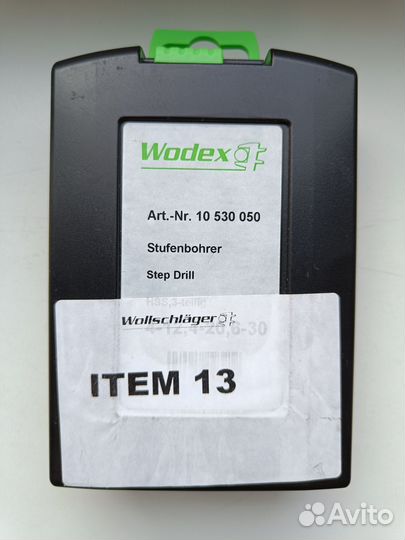 Wodex
Art.-Nr. 10 530 050
Stufenbohrer
Step Drill
HSS, 3-teilig
Wollschläger
4-12,4-20,6-30
ITEM 13
Avito